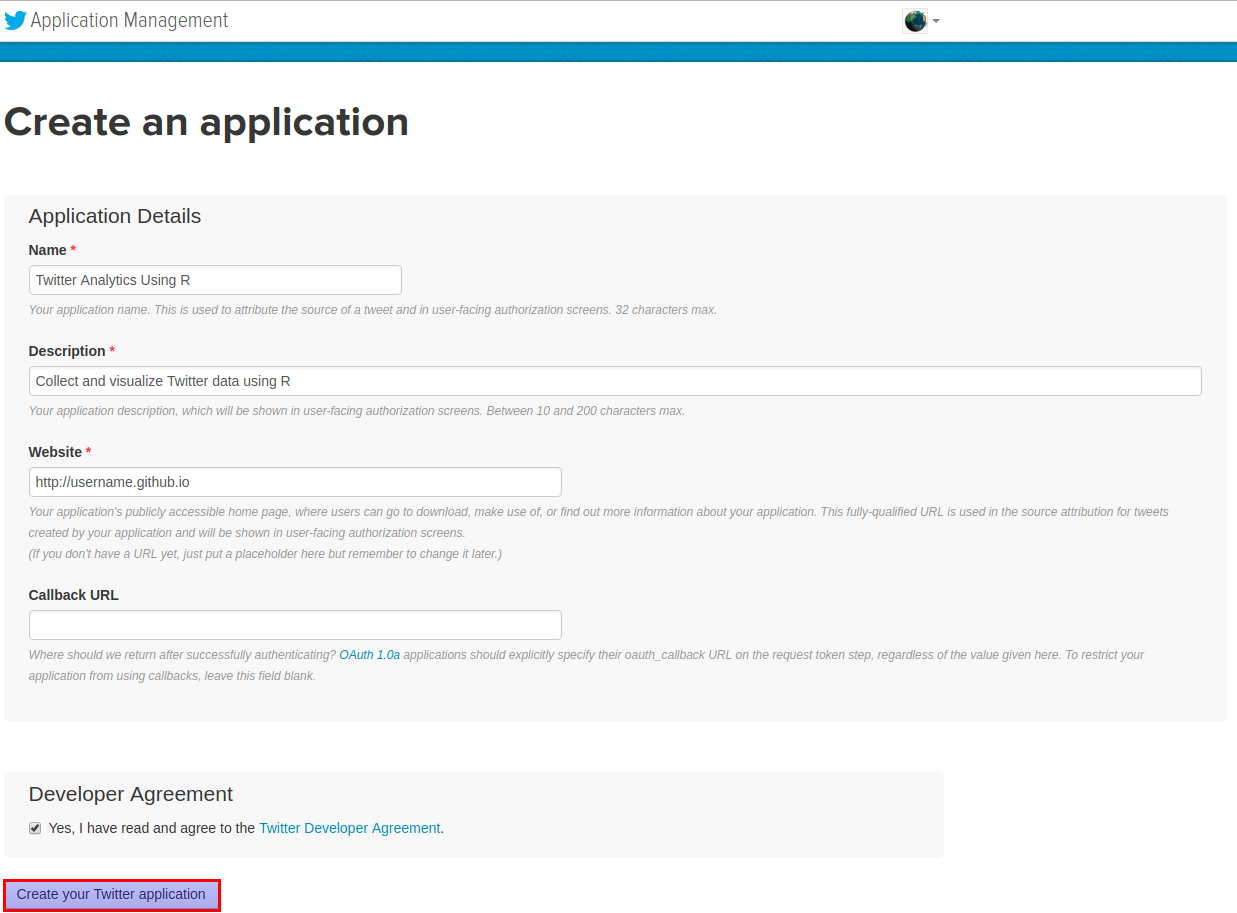 Application Management
Create an application
Application Details
Name *
Twitter Analytics Using R
Your application name. This is used to attribute the source of a tweet and in user-facing authorization screens. 32 characters max.
Description *
Collect and visualize Twitter data using R
Your application description, which will be shown in user-facing authorization screens. Between 10 and 200 characters max.
Website *
http://username.github.io
Your application's publicly accessible home page, where users can go to download, make use of, or find out more information about your application. This fully-qualified URL is used in the source attribution for tweets
created by your application and will be shown in user-facing authorization screens.
(If you don't have a URL yet, just put a placeholder here but remember to change it later.)
Callback URL
Where should we return after successfully authenticating? OAuth 1.0a applications should explicitly specify their oauth_callback URL on the request token step, regardless of the value given here. To restrict your
application from using callbacks, leave this field blank.
Developer Agreement
Yes, I have read and agree to the Twitter Developer Agreement.
Create your Twitter application